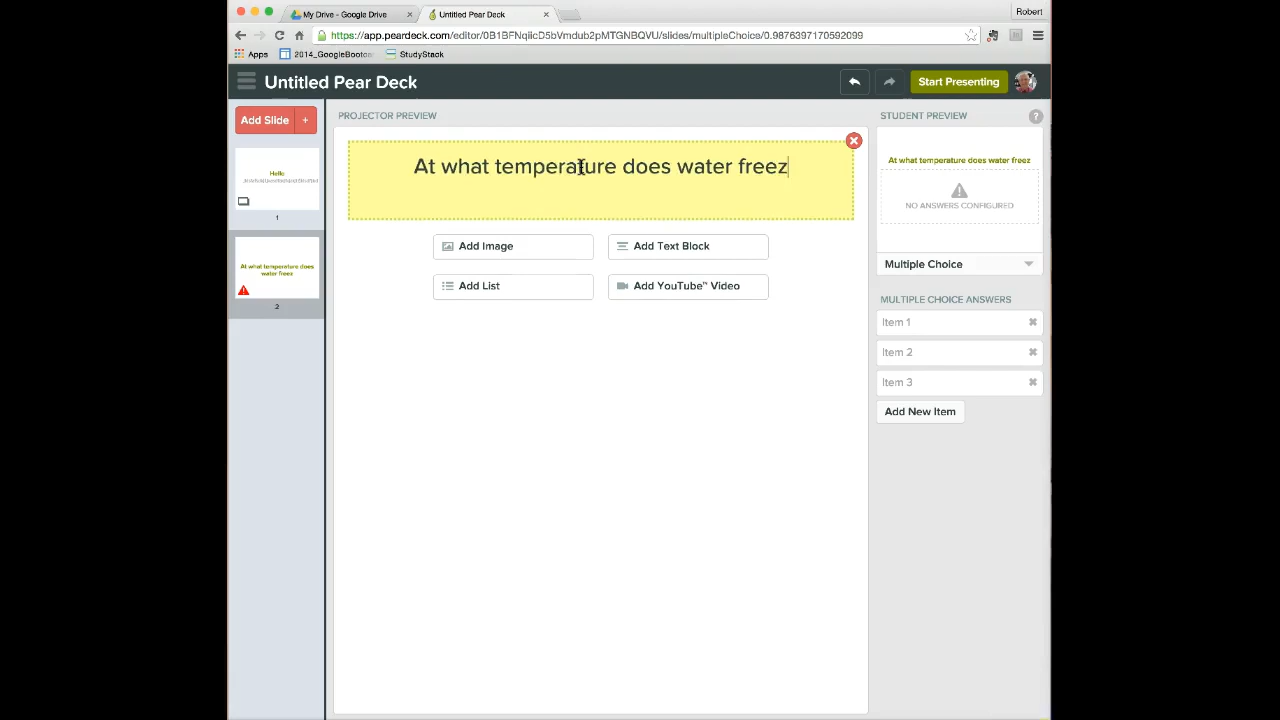 My Drive - Google Drive
Untitled Pear Deck
Robert
https://app.peardeck.com/editor/0B1BFNqiicD5bVmdub2pMTGNBQVU/slides/multipleChoice/0.9876397170592099
Apps
2014_GoogleBootc
StudyStack
Untitled Pear Deck
Start Presenting
Add Slide +
PROJECTOR PREVIEW
STUDENT PREVIEW
?
Hello
1
At what temperature does
water freez
2
At what temperature does water freez
Add Image
Add Text Block
Add List
Add YouTube™ Video
At what temperature does water freez
NO ANSWERS CONFIGURED
Multiple Choice
MULTIPLE CHOICE ANSWERS
Item 1
Item 2
Item 3
Add New Item